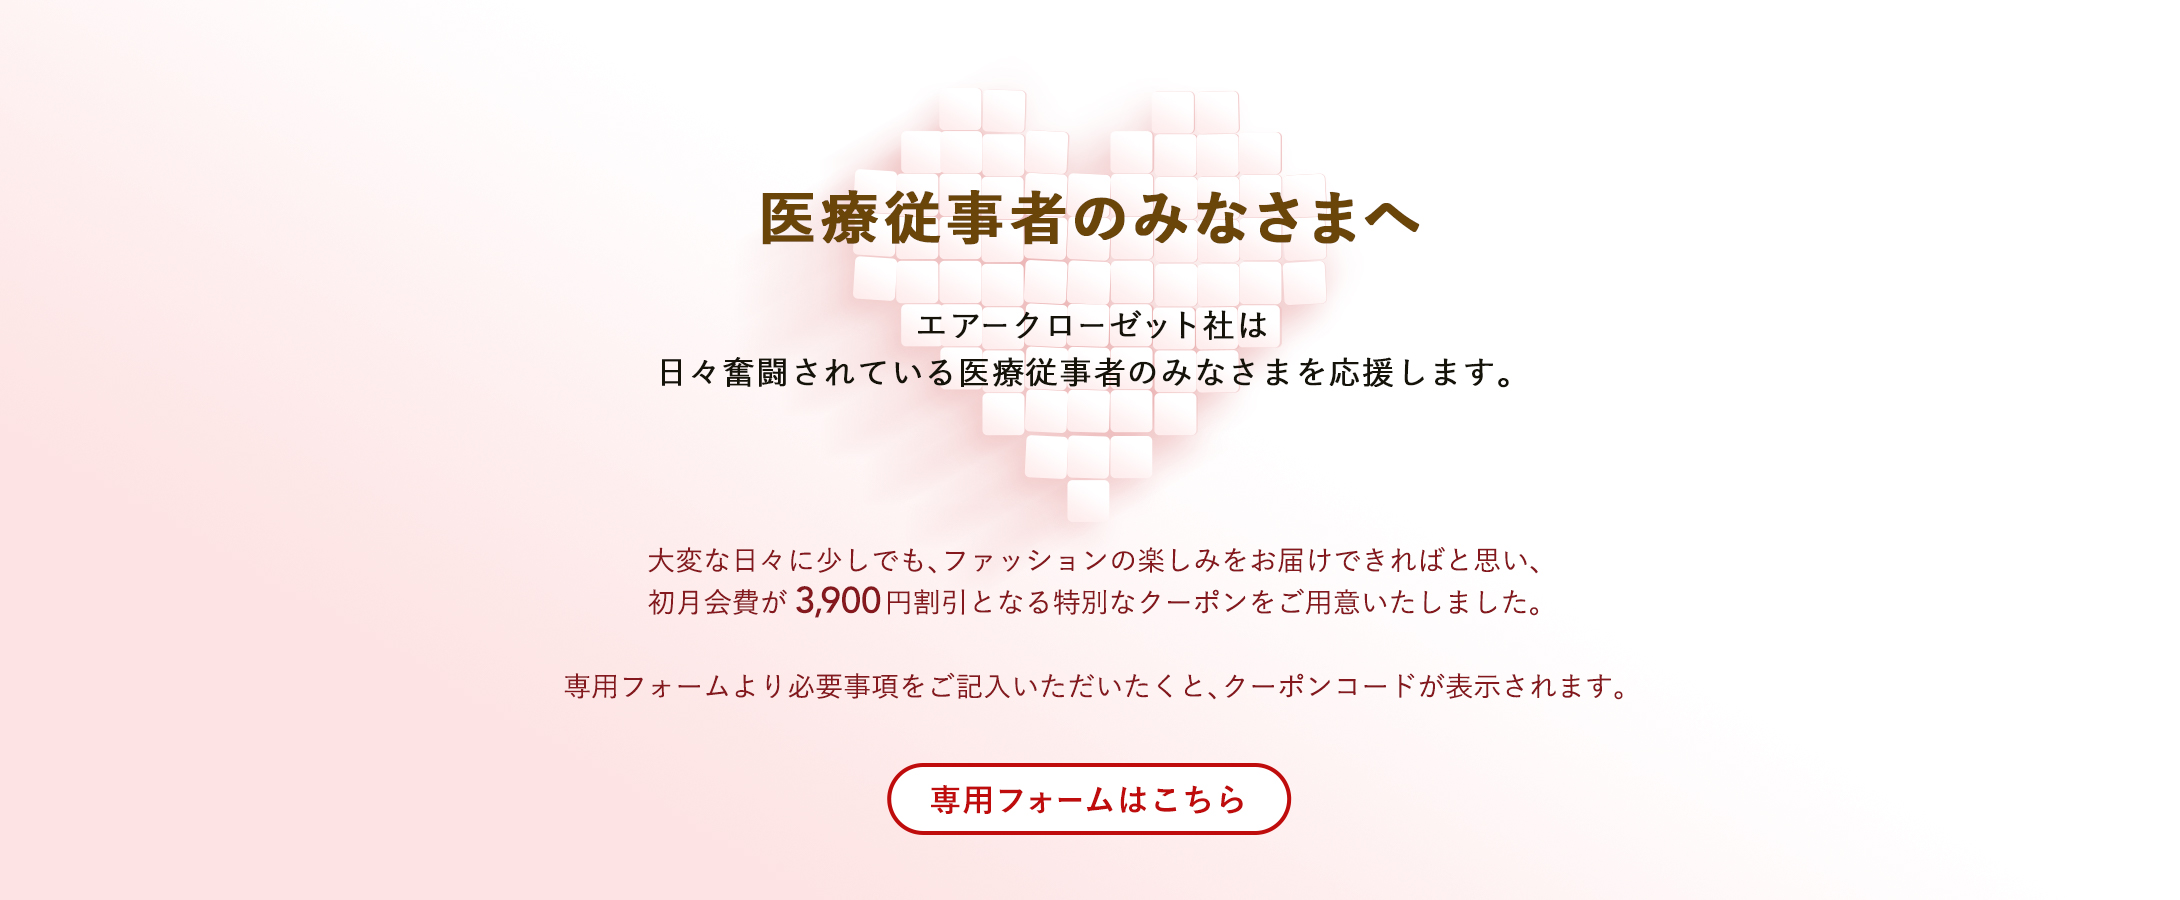 医療従事者のみなさまへ
エアークローゼット社は
日々奮闘されている医療従事者のみなさまを応援します。
大変な日々に少しでも、ファッションの楽しみをお届けできればと思い、
初月会費が 3,900円割引となる特別なクーポンをご用意いたしました。
専用フォームより必要事項をご記入いただいたくと、クーポンコードが表示されます。
専用フォームはこちら